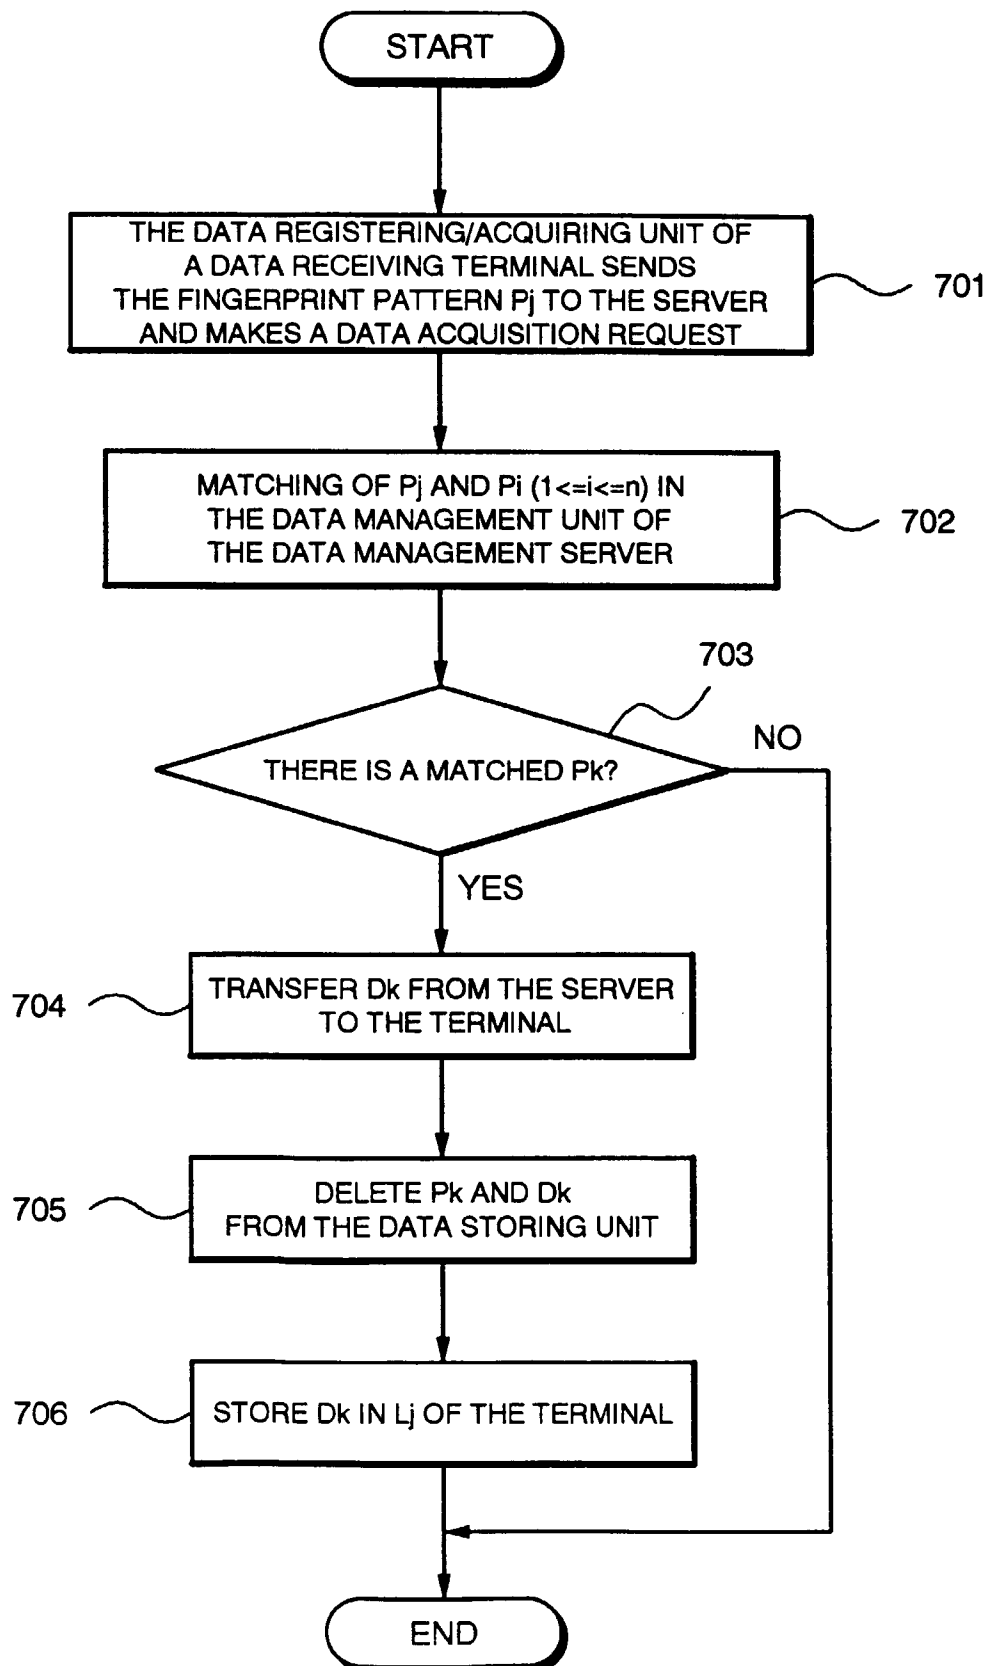 START
THE DATA REGISTERING/ACQUIRING UNIT OF
A DATA RECEIVING TERMINAL SENDS
THE FINGERPRINT PATTERN Pj TO THE SERVER
AND MAKES A DATA ACQUISITION REQUEST
701
MATCHING OF Pj AND Pi (1<=i<=n) IN
THE DATA MANAGEMENT UNIT OF
THE DATA MANAGEMENT SERVER
702
703
THERE IS A MATCHED Pk?
NO
YES
704
TRANSFER Dk FROM THE SERVER
TO THE TERMINAL
705
DELETE Pk AND Dk
FROM THE DATA STORING UNIT
706
STORE Dk IN Lj OF THE TERMINAL
END